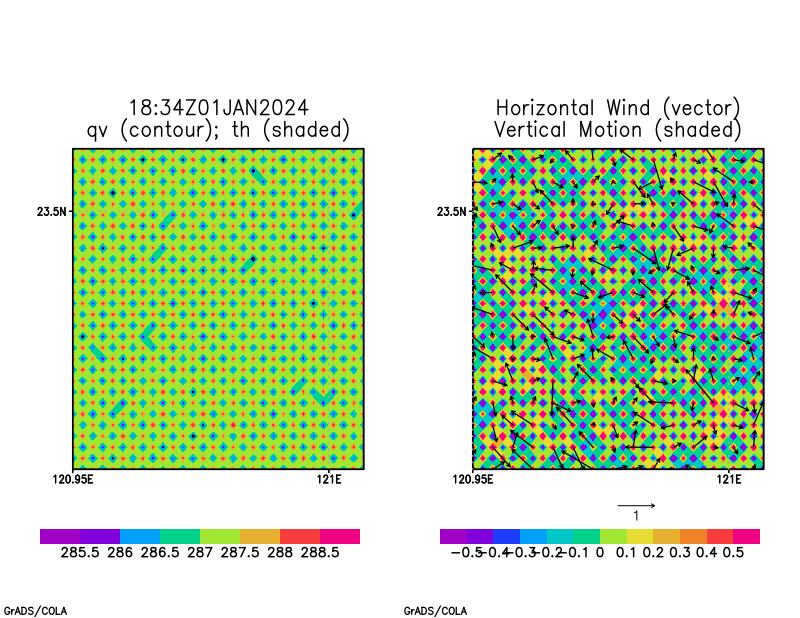 18:34Z01JAN2024
qv (contour); th (shaded)
23.5N
120.95E 121E
285.5 286 286.5 287 287.5 288 288.5
GrADS/COLA
Horizontal Wind (vector)
Vertical Motion (shaded)
23.5N
120.95E 121E
1
-0.5 -0.4 -0.3 -0.2 -0.1 0 0.1 0.2 0.3 0.4 0.5
GrADS/COLA